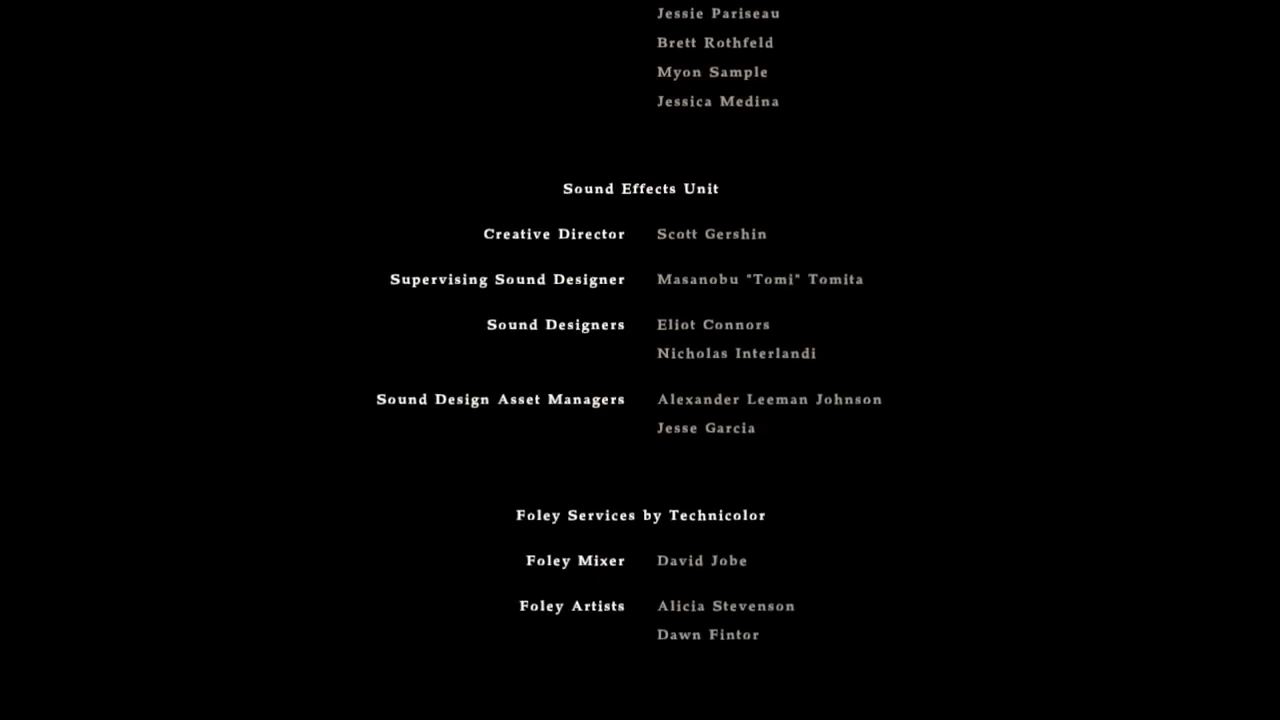 Jessie Pariseau
Brett Rothfeld
Myon Sample
Jessica Medina
Sound Effects Unit
Creative Director Scott Gershin
Supervising Sound Designer Masanobu "Tomi" Tomita
Sound Designers Eliot Connors
Nicholas Interlandi
Sound Design Asset Managers Alexander Leeman Johnson
Jesse Garcia
Foley Services by Technicolor
Foley Mixer David Jobe
Foley Artists Alicia Stevenson
Dawn Fintor